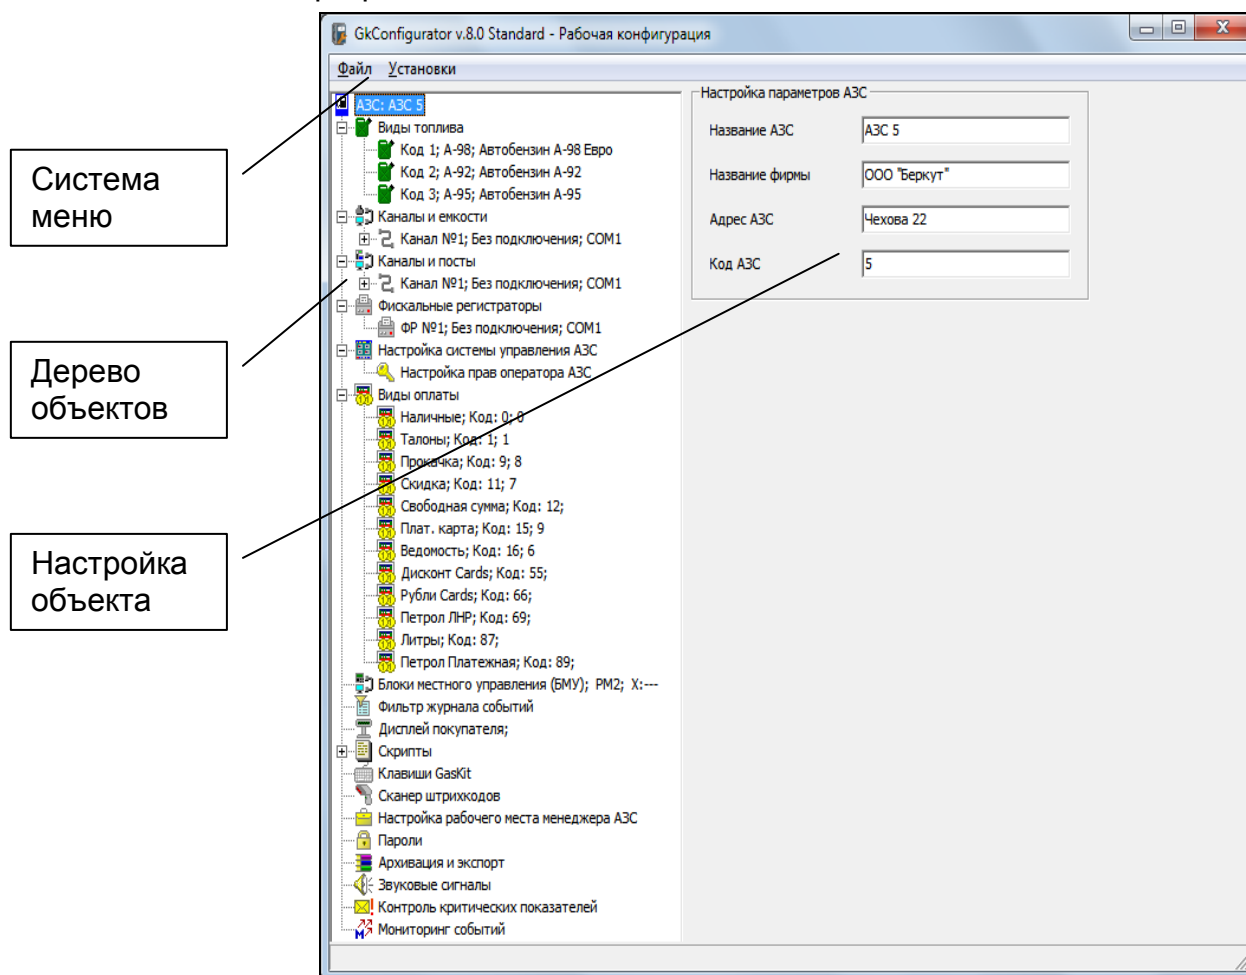 GkConfigurator v.8.0 Standard - Рабочая конфигурация
Файл Установки
Система
меню
Дерево
объектов
Настройка
объекта
АЗС: АЗС 5
Виды топлива
Код 1; А-98; Автобензин А-98 Евро
Код 2; А-92; Автобензин А-92
Код 3; А-95; Автобензин А-95
Каналы и емкости
Канал №1; Без подключения; COM1
Каналы и посты
Канал №1; Без подключения; COM1
Фискальные регистраторы
ФР №1; Без подключения; COM1
Настройка системы управления АЗС
Настройка прав оператора АЗС
Виды оплаты
Наличные; Код: 0; 0
Талоны; Код: 1; 1
Прокачка; Код: 9; 8
Скидка; Код: 11; 7
Свободная сумма; Код: 12;
Плат. карта; Код: 15; 9
Ведомость; Код: 16; 6
Дисконт Cards; Код: 55;
Рубли Cards; Код: 66;
Петрол ЛНР; Код: 69;
Литры; Код: 87;
Петрол Платежная; Код: 89;
Блоки местного управления (БМУ); РМ2; X:---
Фильтр журнала событий
Дисплей покупателя;
Скрипты
Клавиши GasKit
Сканер штрихкодов
Настройка рабочего места менеджера АЗС
Пароли
Архивация и экспорт
Звуковые сигналы
Контроль критических показателей
Мониторинг событий
Настройка параметров АЗС
Название АЗС АЗС 5
Название фирмы ООО "Беркут"
Адрес АЗС Чехова 22
Код АЗС 5